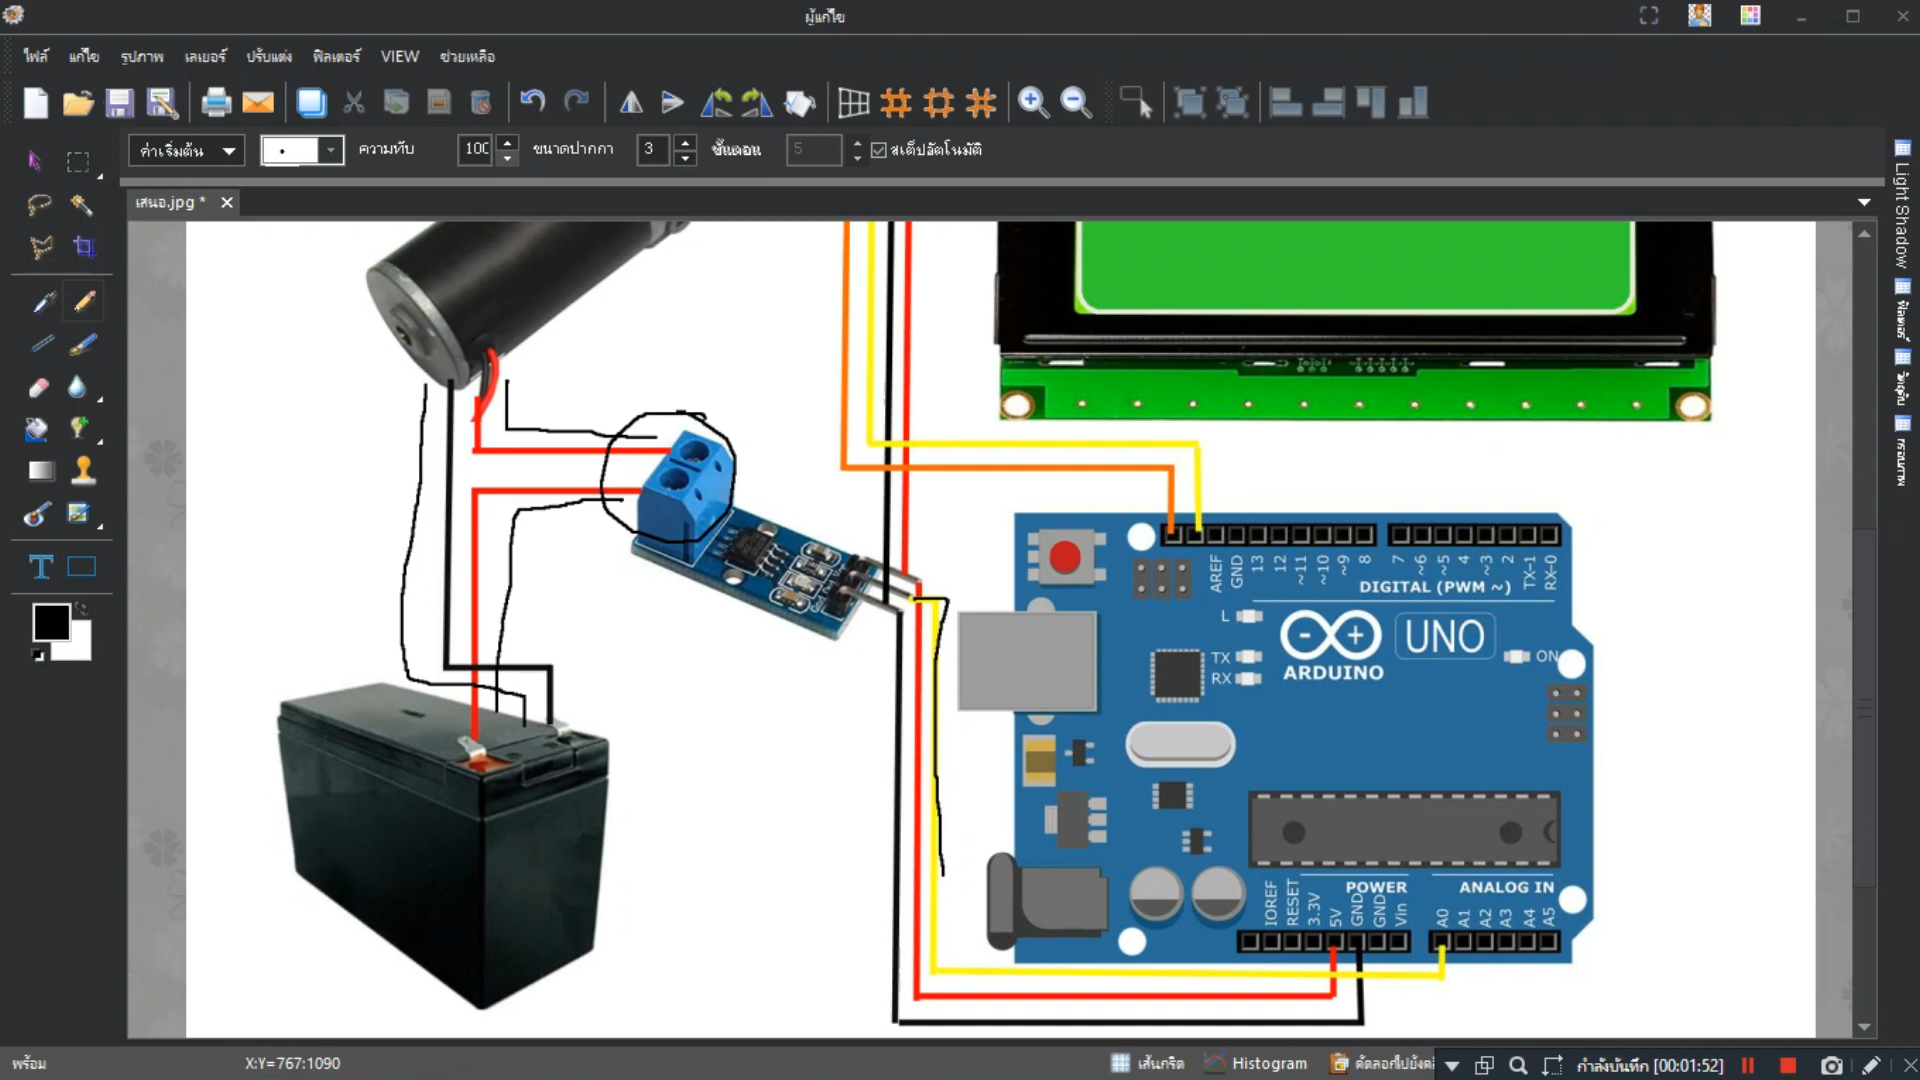 ผู้แก้ไข
ไฟล์ แก้ไข รูปภาพ เลเยอร์ ปรับแต่ง ฟิลเตอร์ VIEW ช่วยเหลือ
ค่าเริ่มต้น ความทึบ 100 ขนาดปากกา 3 ขั้นตอน 5 สเต็ปอัตโนมัติ
เสนอ.jpg *
Light Shadow
กรอบภาพ
AREF GND 13 12 ~11 ~10 ~9 8 7 ~6 ~5 4 ~3 2 TX-1 RX-0
DIGITAL (PWM ~)
L
TX
RX
UNO
ARDUINO
ON
POWER ANALOG IN
IOREF RESET 3.3V 5V GND GND Vin A0 A1 A2 A3 A4 A5
T
พร้อม X:Y=767:1090 เส้นกริด Histogram กำลังบันทึก [00:01:52]